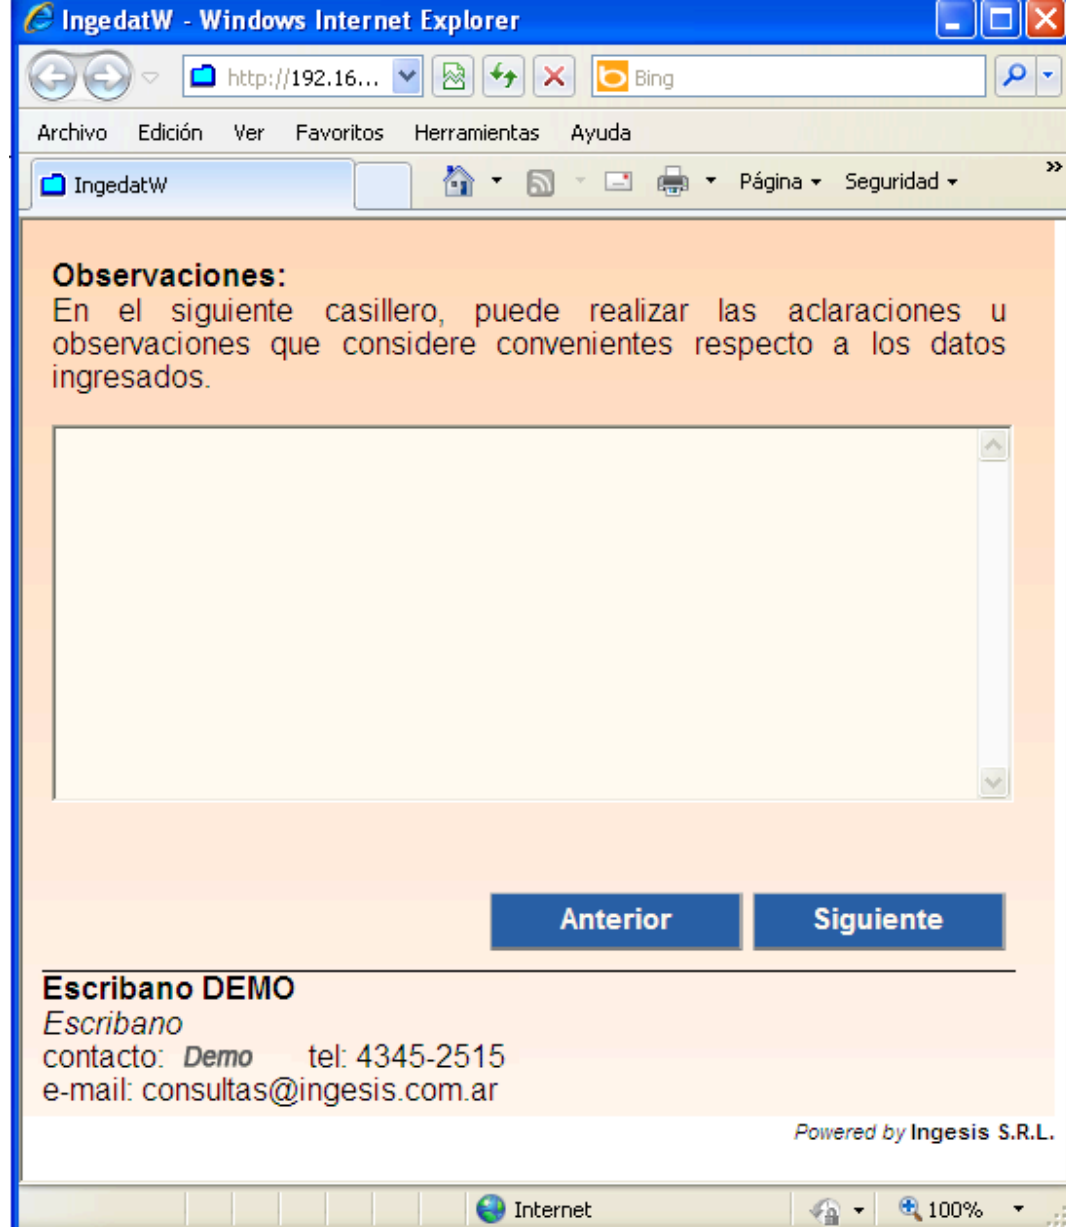 IngedatW - Windows Internet Explorer
http://192.16...
Bing
Archivo Edición Ver Favoritos Herramientas Ayuda
IngedatW
Página Seguridad »
Observaciones:
En el siguiente casillero, puede realizar las aclaraciones u
observaciones que considere convenientes respecto a los datos
ingresados.
Anterior Siguiente
Escribano DEMO
Escribano
contacto: Demo tel: 4345-2515
e-mail: consultas@ingesis.com.ar
Powered by Ingesis S.R.L.
Internet 100%